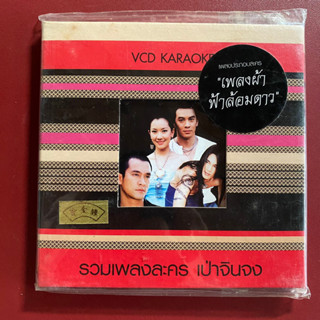 VCD KARAOKE
เพลงประกอบละคร
"เพลงผ้า
ฟ้าล้อมดาว"
รวมเพลงละคร เป่าจินจง